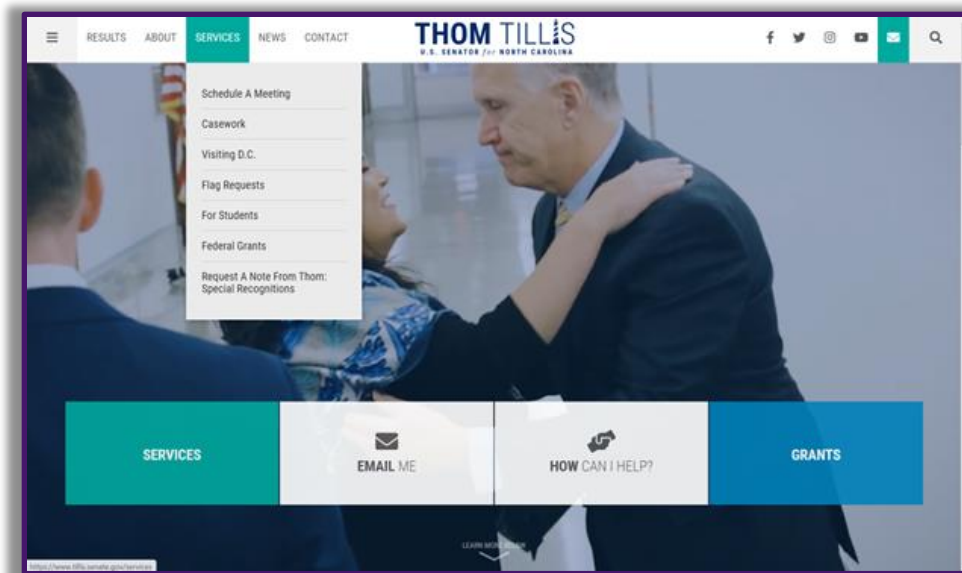 RESULTS ABOUT SERVICES NEWS CONTACT
THOM TILLIS
U.S. SENATOR for NORTH CAROLINA
Schedule A Meeting
Casework
Visiting D.C.
Flag Requests
For Students
Federal Grants
Request A Note From Thom:
Special Recognitions
SERVICES
EMAIL ME
HOW CAN I HELP?
GRANTS
LEARN MORE
https://www.tillis.senate.gov/services